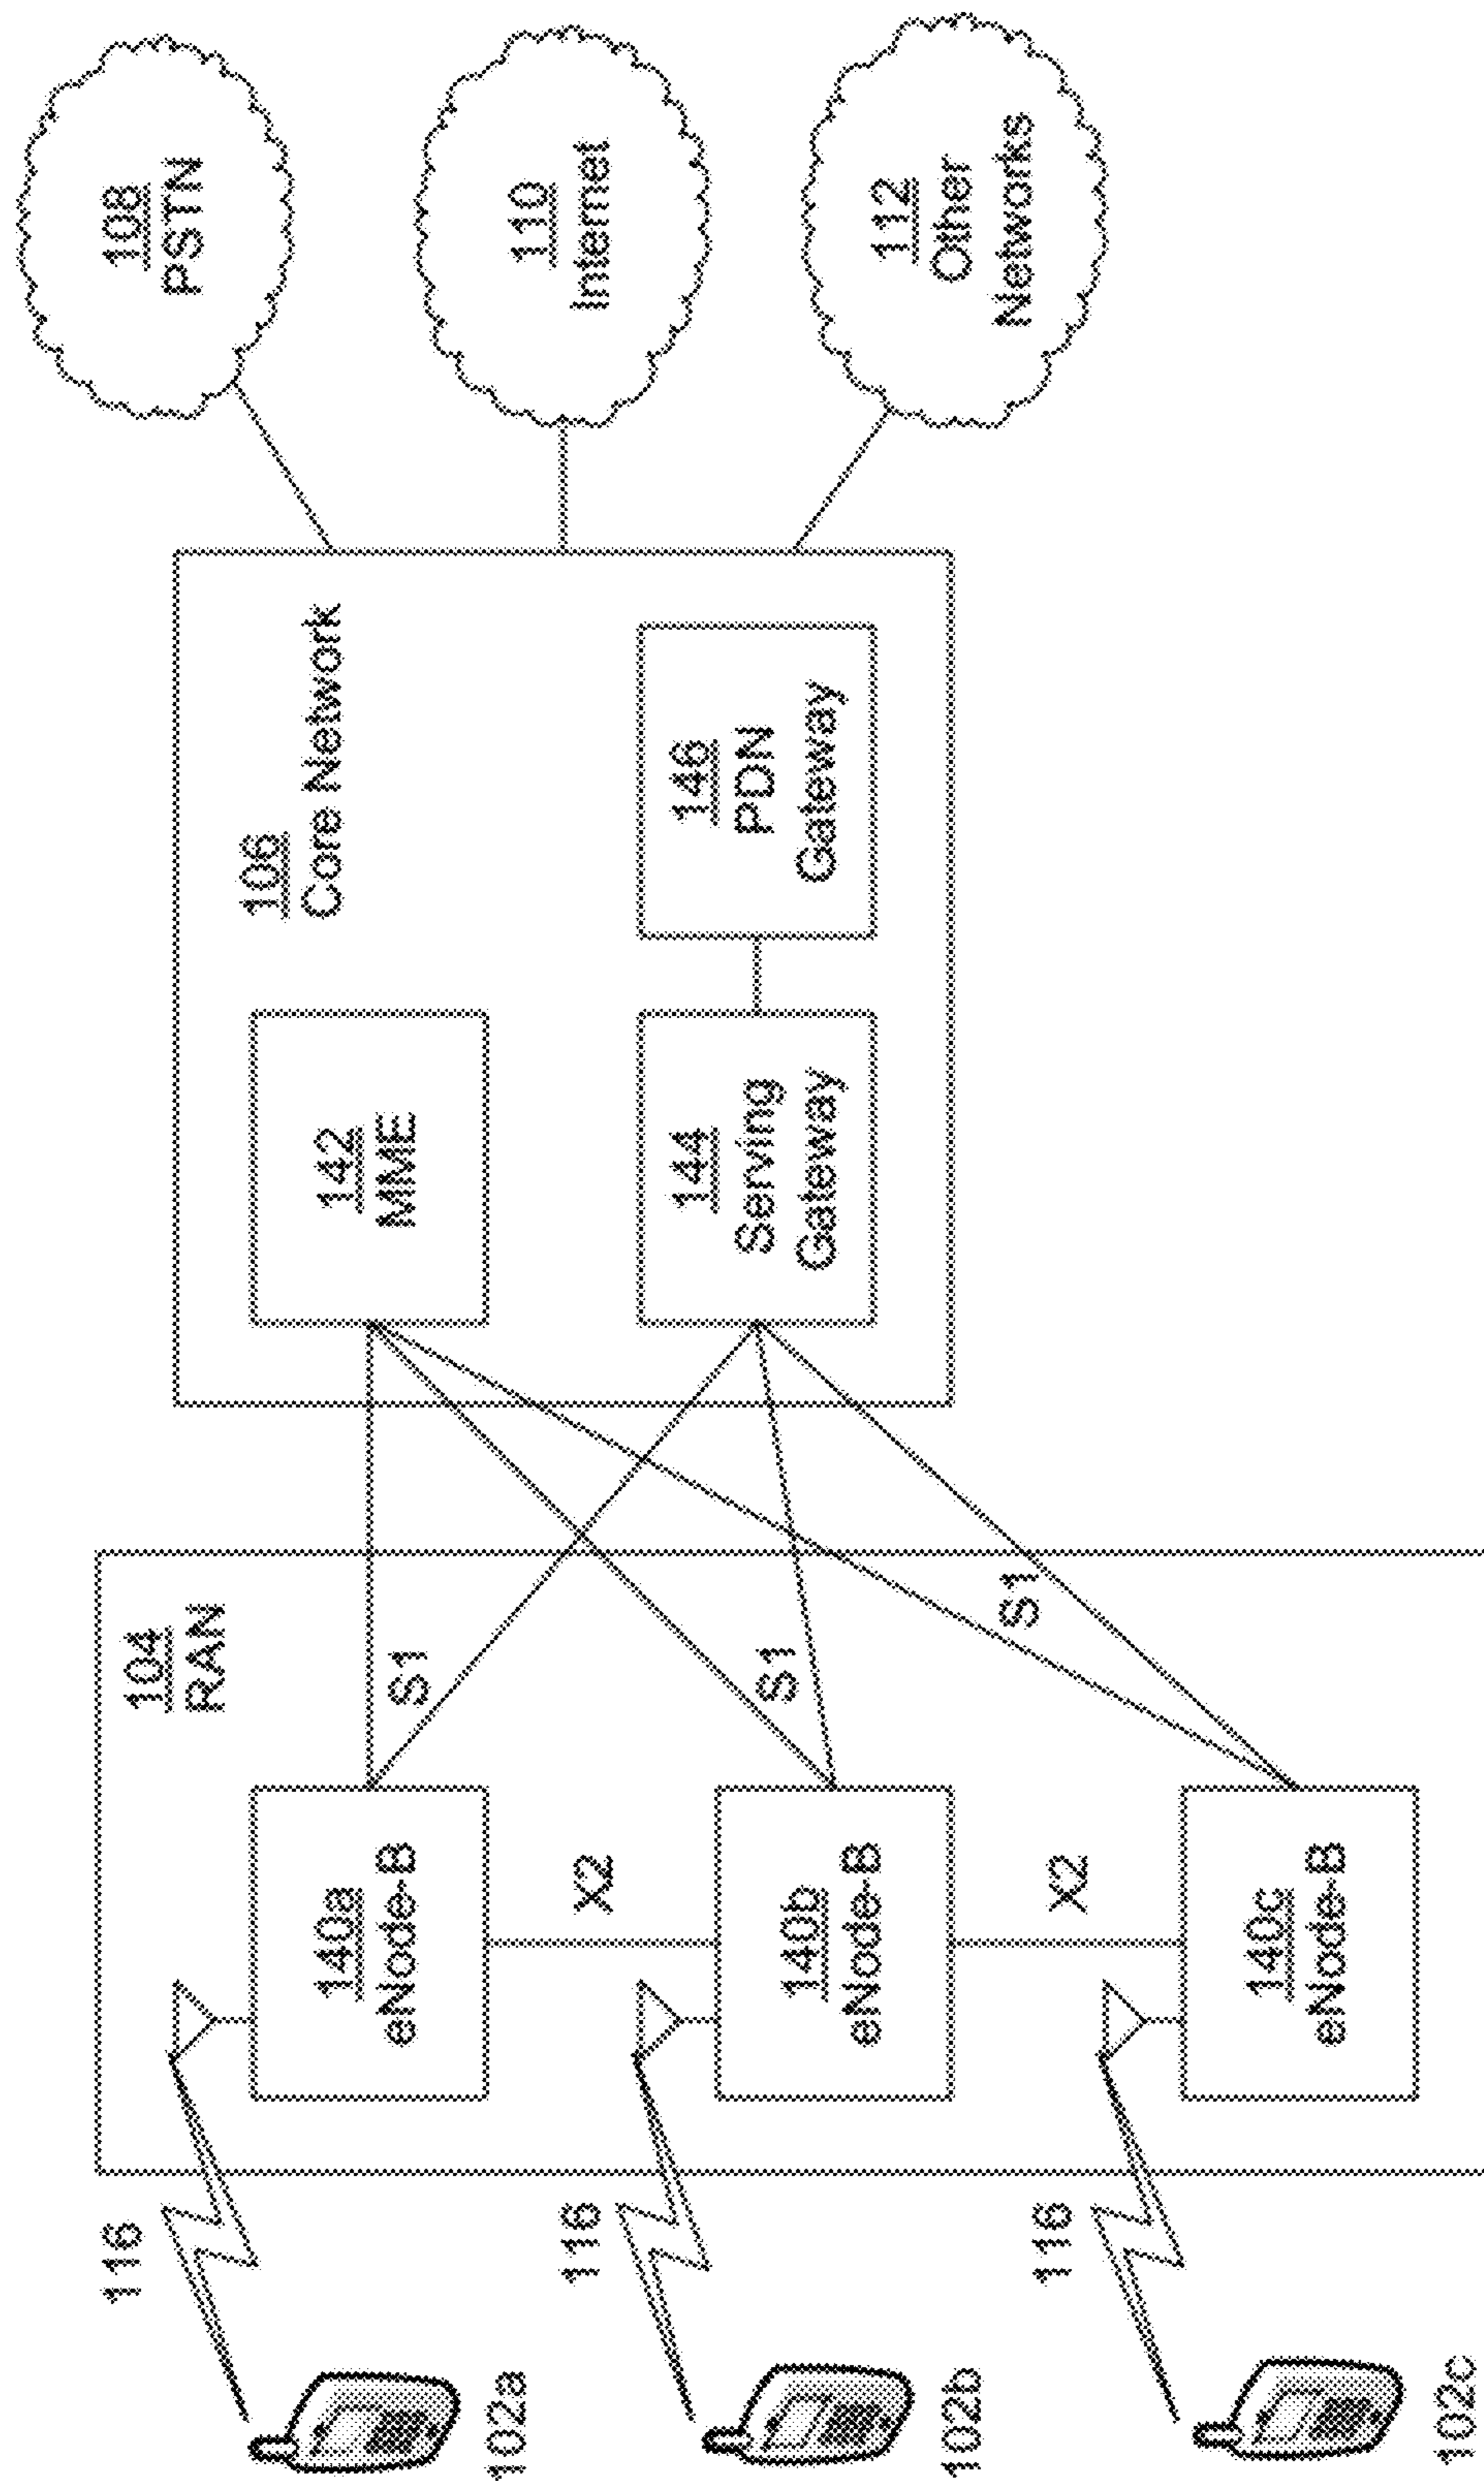 116
102a
104
RAN
140a
eNode-B
S1
X2
116
102b
140b
eNode-B
S1
X2
116
102c
140c
eNode-B
S1
106
Core Network
142
MME
144
Serving
Gateway
146
PDN
Gateway
108
PSTN
110
Internet
112
Other
Networks